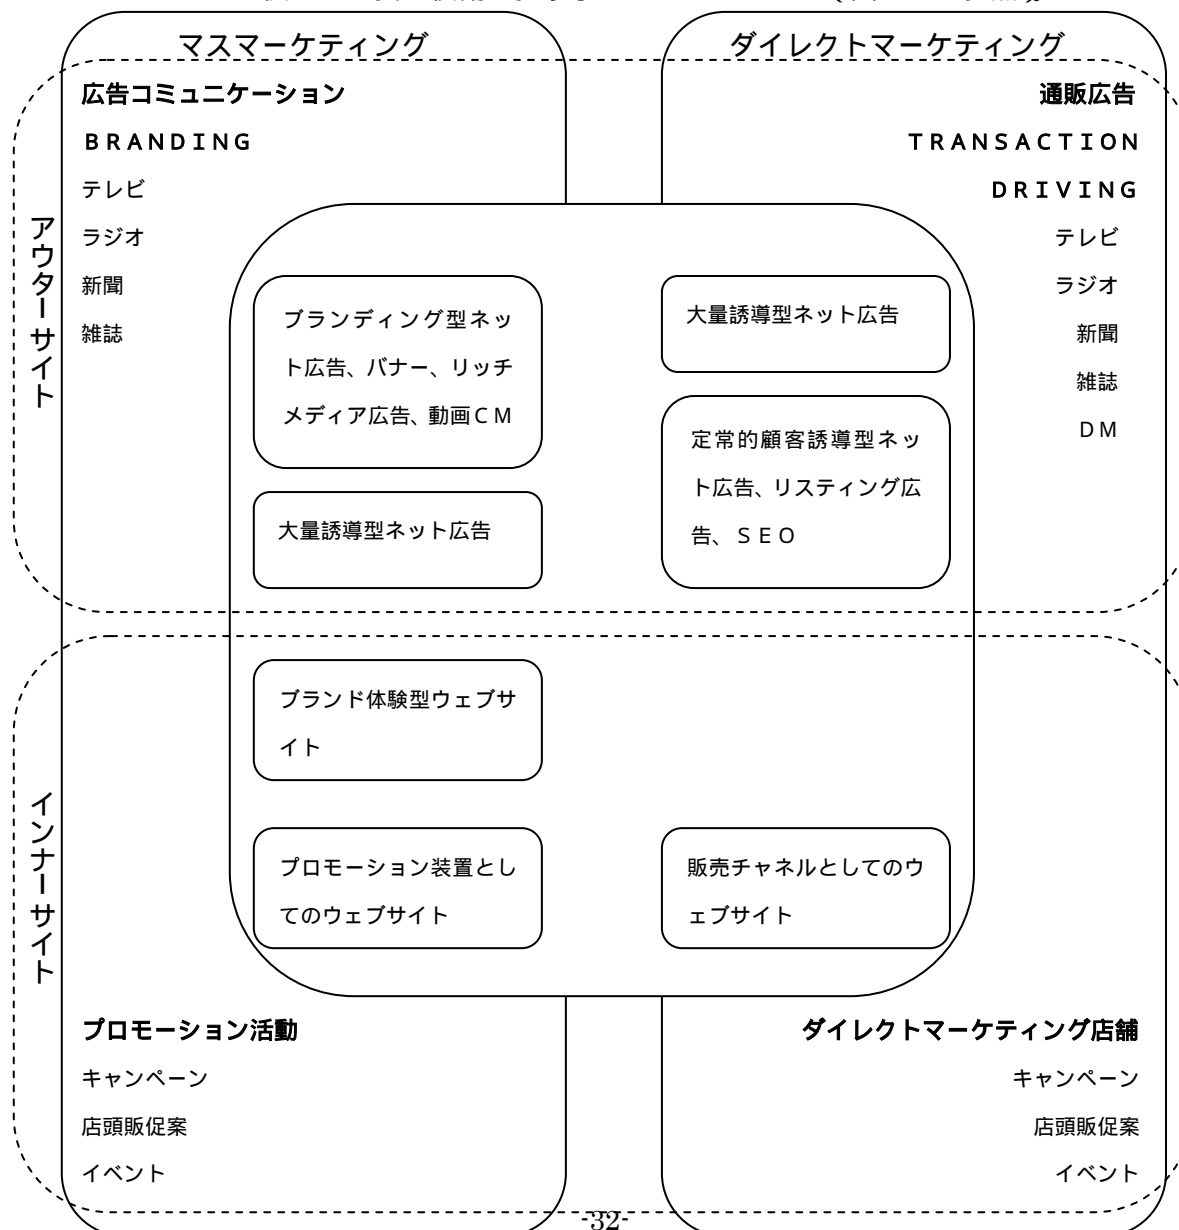 マスマーケティング
ダイレクトマーケティング
広告コミュニケーション
ＢＲＡＮＤＩＮＧ
テレビ
ラジオ
新聞
雑誌
通販広告
ＴＲＡＮＳＡＣＴＩＯＮ
ＤＲＩＶＩＮＧ
テレビ
ラジオ
新聞
雑誌
ＤＭ
アウターサイト
ブランディング型ネッ
ト広告、バナー、リッチ
メディア広告、動画ＣＭ
大量誘導型ネット広告
大量誘導型ネット広告
定常的顧客誘導型ネッ
ト広告、リスティング広
告、ＳＥＯ
インナーサイト
ブランド体験型ウェブサ
イト
プロモーション装置とし
てのウェブサイト
販売チャネルとしてのウ
ェブサイト
プロモーション活動
キャンペーン
店頭販促案
イベント
ダイレクトマーケティング店舗
キャンペーン
店頭販促案
イベント
-32-